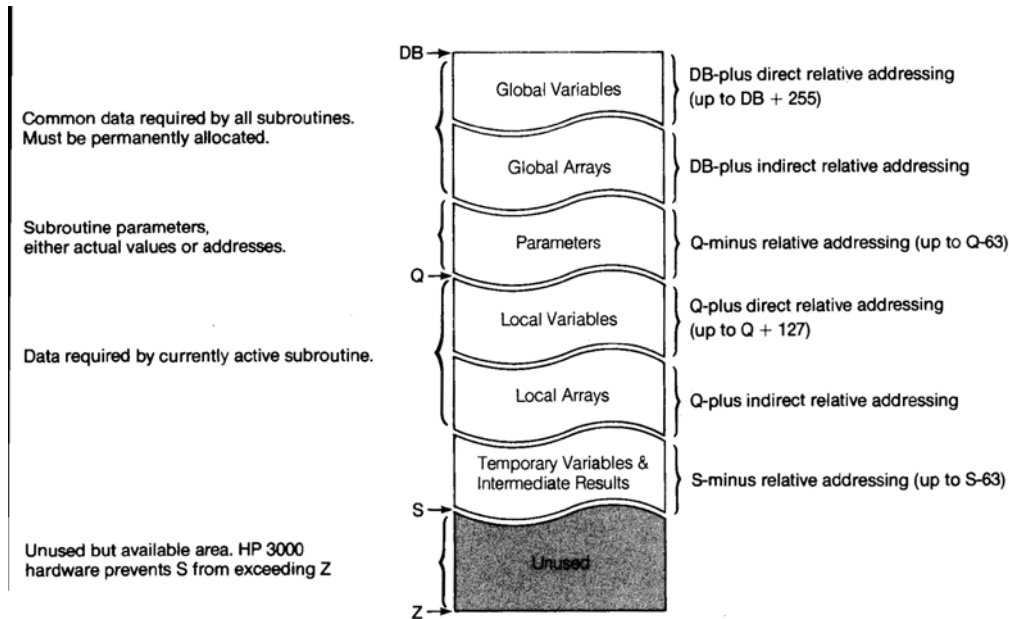 DB
Global Variables
DB-plus direct relative addressing
(up to DB + 255)
Common data required by all subroutines.
Must be permanently allocated.
Global Arrays
DB-plus indirect relative addressing
Subroutine parameters,
either actual values or addresses.
Parameters
Q-minus relative addressing (up to Q-63)
Q
Local Variables
Q-plus direct relative addressing
(up to Q + 127)
Data required by currently active subroutine.
Local Arrays
Q-plus indirect relative addressing
Temporary Variables &
Intermediate Results
S-minus relative addressing (up to S-63)
S
Unused but available area. HP 3000
hardware prevents S from exceeding Z
Unused
Z